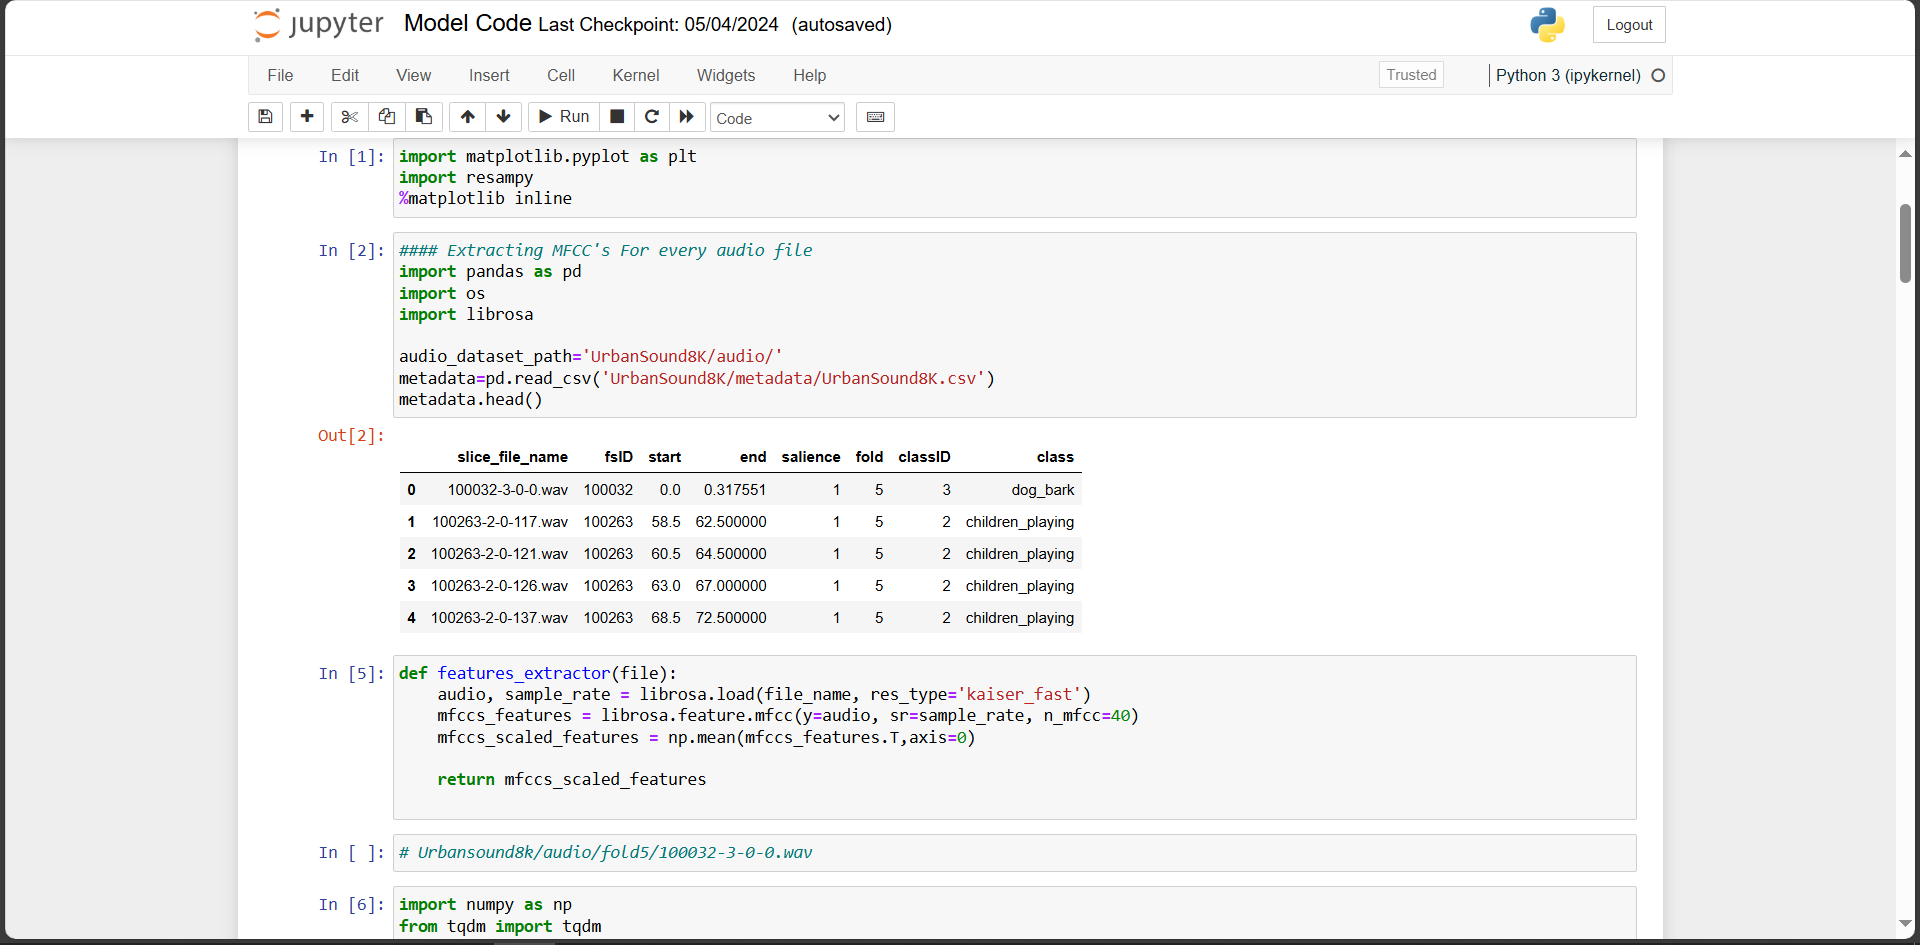 jupyter Model Code Last Checkpoint: 05/04/2024 (autosaved) Logout
File Edit View Insert Cell Kernel Widgets Help Trusted Python 3 (ipykernel)
Run Code
In [1]: import matplotlib.pyplot as plt
import resampy
%matplotlib inline
In [2]: #### Extracting MFCC's For every audio file
import pandas as pd
import os
import librosa
audio_dataset_path='UrbanSound8K/audio/'
metadata=pd.read_csv('UrbanSound8K/metadata/UrbanSound8K.csv')
metadata.head()
Out[2]:
slice_file_name fsID start end salience fold classID class
0 100032-3-0-0.wav 100032 0.0 0.317551 1 5 3 dog_bark
1 100263-2-0-117.wav 100263 58.5 62.500000 1 5 2 children_playing
2 100263-2-0-121.wav 100263 60.5 64.500000 1 5 2 children_playing
3 100263-2-0-126.wav 100263 63.0 67.000000 1 5 2 children_playing
4 100263-2-0-137.wav 100263 68.5 72.500000 1 5 2 children_playing
In [5]: def features_extractor(file):
    audio, sample_rate = librosa.load(file_name, res_type='kaiser_fast')
    mfccs_features = librosa.feature.mfcc(y=audio, sr=sample_rate, n_mfcc=40)
    mfccs_scaled_features = np.mean(mfccs_features.T,axis=0)
    return mfccs_scaled_features
In [ ]: # Urbansound8k/audio/fold5/100032-3-0-0.wav
In [6]: import numpy as np
from tqdm import tqdm